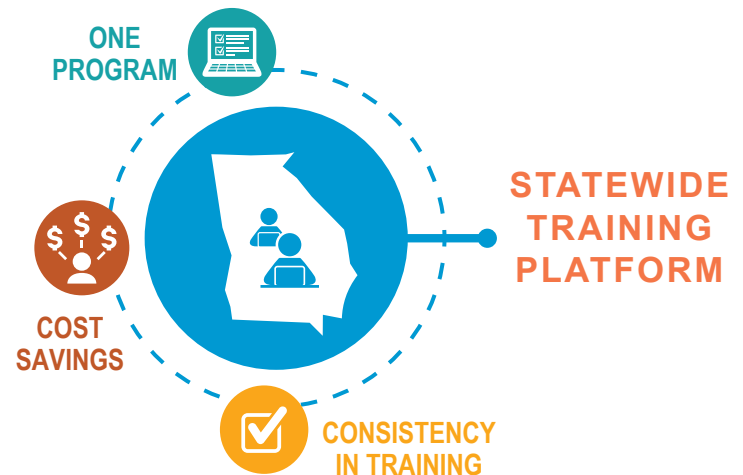 ONE
PROGRAM
STATEWIDE
TRAINING
PLATFORM
COST
SAVINGS
CONSISTENCY
IN TRAINING